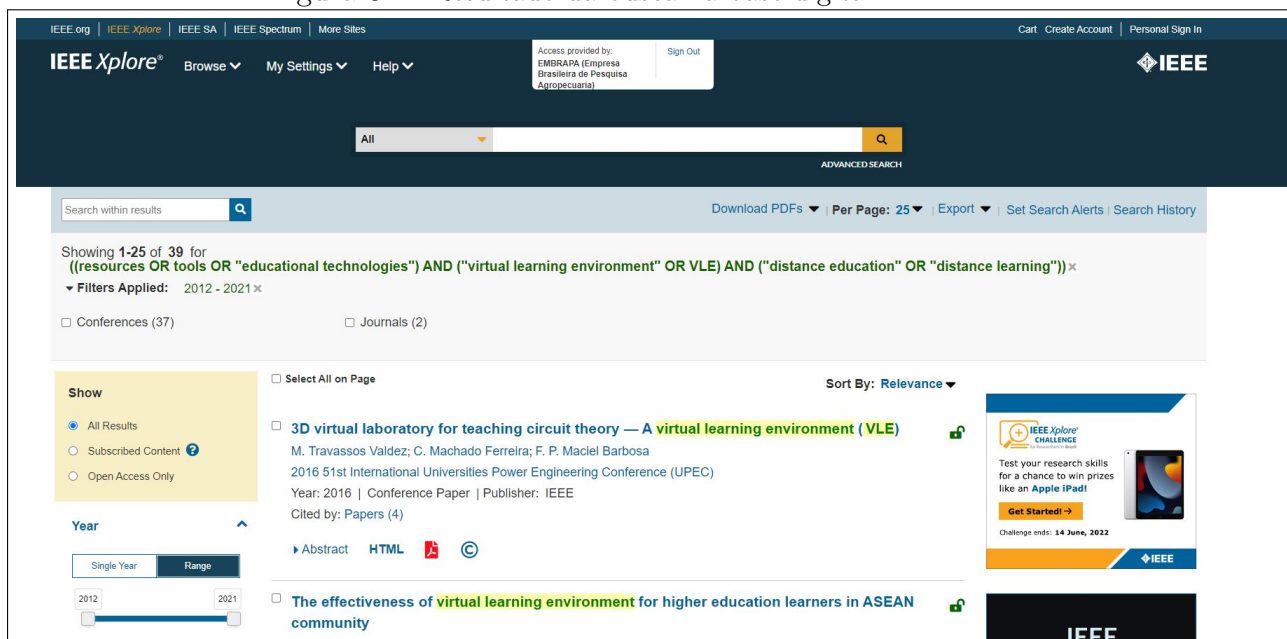 IEEE.org | IEEE Xplore | IEEE SA | IEEE Spectrum | More Sites
Cart Create Account | Personal Sign In
IEEE Xplore®
Browse
My Settings
Help
Access provided by:
EMBRAPA (Empresa
Brasileira de Pesquisa
Agropecuaria)
Sign Out
IEEE
All
ADVANCED SEARCH
Search within results
Download PDFs | Per Page: 25 | Export | Set Search Alerts | Search History
Showing 1-25 of 39 for
((resources OR tools OR "educational technologies") AND ("virtual learning environment" OR VLE) AND ("distance education" OR "distance learning")) ×
Filters Applied: 2012 - 2021 ×
Conferences (37)
Journals (2)
Show
All Results
Subscribed Content ?
Open Access Only
Year
Single Year
Range
2012
2021
Select All on Page
Sort By: Relevance
3D virtual laboratory for teaching circuit theory — A virtual learning environment ( VLE)
M. Travassos Valdez; C. Machado Ferreira; F. P. Maciel Barbosa
2016 51st International Universities Power Engineering Conference (UPEC)
Year: 2016 | Conference Paper | Publisher: IEEE
Cited by: Papers (4)
Abstract HTML ©
The effectiveness of virtual learning environment for higher education learners in ASEAN
community
IEEE Xplore®
CHALLENGE
Test your research skills
for a chance to win prizes
like an Apple iPad!
Get Started! →
Challenge ends: 14 June, 2022
IEEE
IEEE